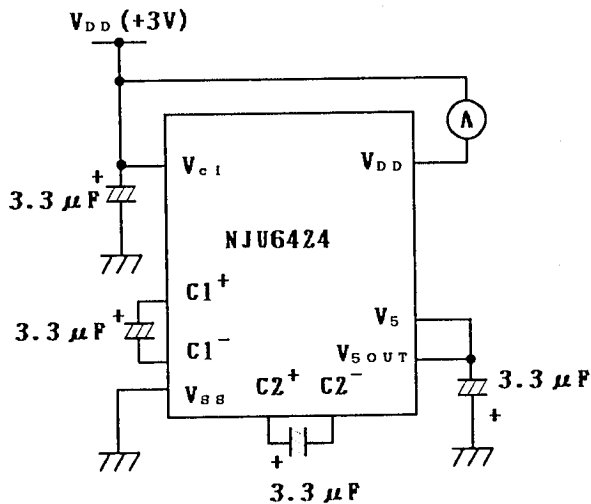 VDD (+3V)
A
Vc1
VDD
+
3.3 μF
NJU6424
C1+
+
3.3 μF
C1-
V5
V5OUT
VSS
C2+ C2-
3.3 μF
+
+
3.3 μF